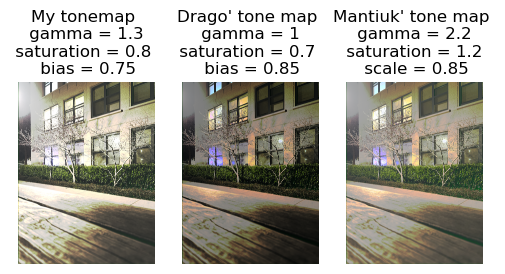 My tonemap
gamma = 1.3
saturation = 0.8
bias = 0.75
Drago' tone map
gamma = 1
saturation = 0.7
bias = 0.85
Mantiuk' tone map
gamma = 2.2
saturation = 1.2
scale = 0.85